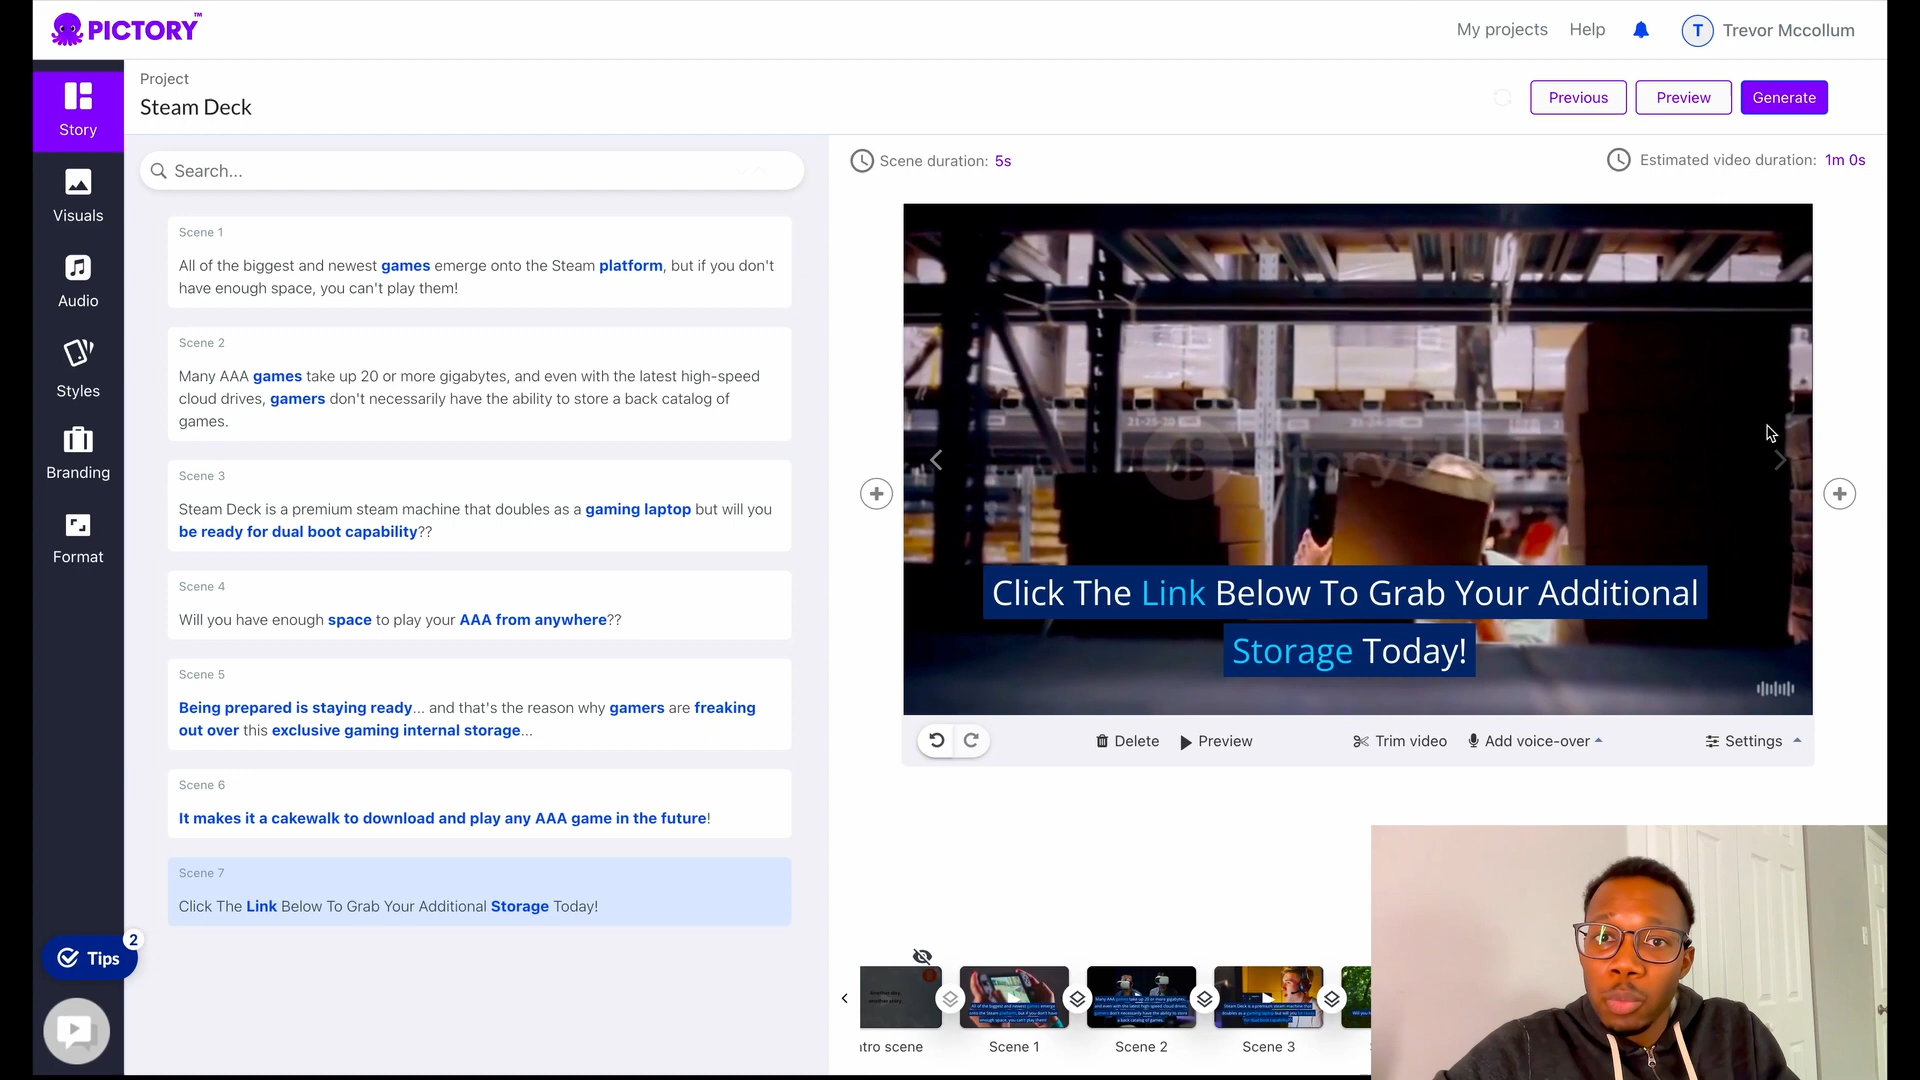 PICTORY™
My projects
Help
T
Trevor Mccollum
Project
Steam Deck
Previous
Preview
Generate
Story
Visuals
Audio
Styles
Branding
Format
2
Tips
Search...
Scene 1
All of the biggest and newest games emerge onto the Steam platform, but if you don't
have enough space, you can't play them!
Scene 2
Many AAA games take up 20 or more gigabytes, and even with the latest high-speed
cloud drives, gamers don't necessarily have the ability to store a back catalog of
games.
Scene 3
Steam Deck is a premium steam machine that doubles as a gaming laptop but will you
be ready for dual boot capability??
Scene 4
Will you have enough space to play your AAA from anywhere??
Scene 5
Being prepared is staying ready... and that's the reason why gamers are freaking
out over this exclusive gaming internal storage...
Scene 6
It makes it a cakewalk to download and play any AAA game in the future!
Scene 7
Click The Link Below To Grab Your Additional Storage Today!
Scene duration: 5s
Estimated video duration: 1m 0s
Click The Link Below To Grab Your Additional
Storage Today!
Delete
Preview
Trim video
Add voice-over
Settings
ntro scene
Scene 1
Scene 2
Scene 3